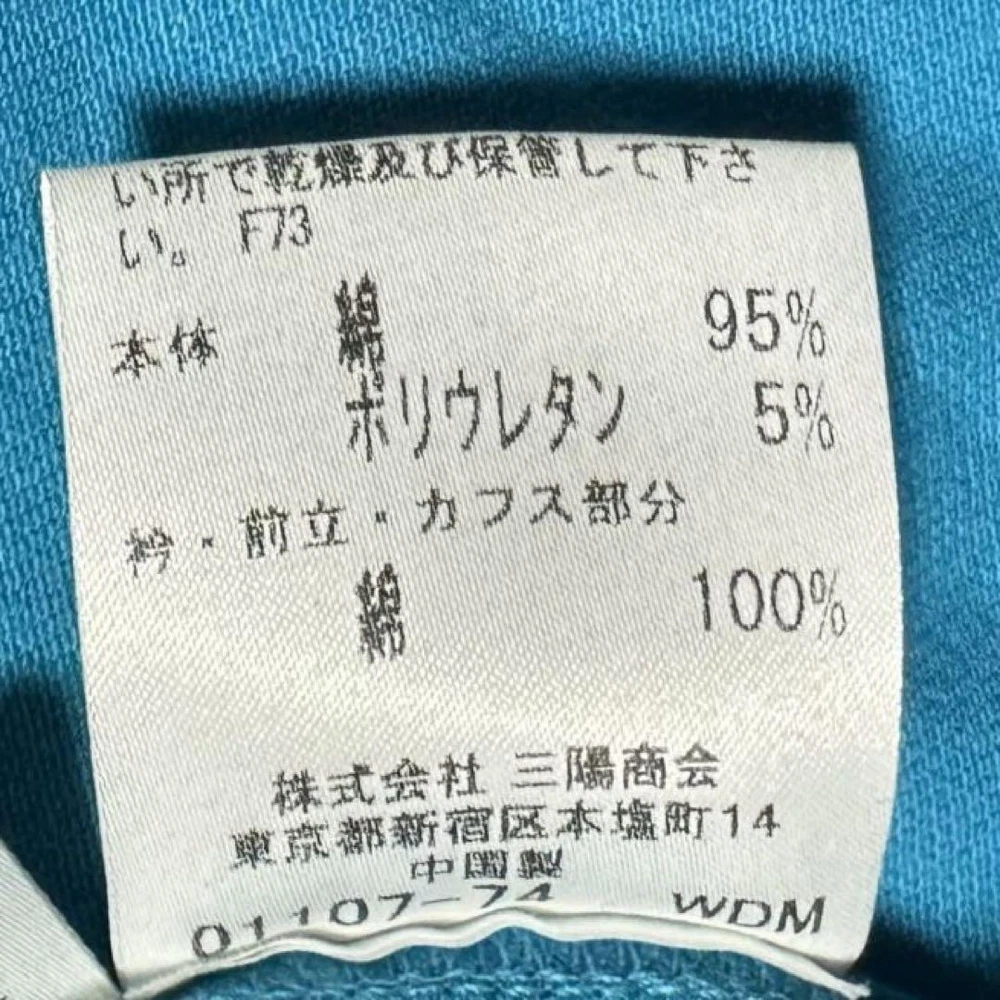 い所で乾燥及び保管して下さ
い。 F73
本体 綿 95%
ポリウレタン 5%
衿・前立・カフス部分
綿 100%
株式会社 三陽商会
東京都新宿区本塩町14
中国製
01107-74 WDM